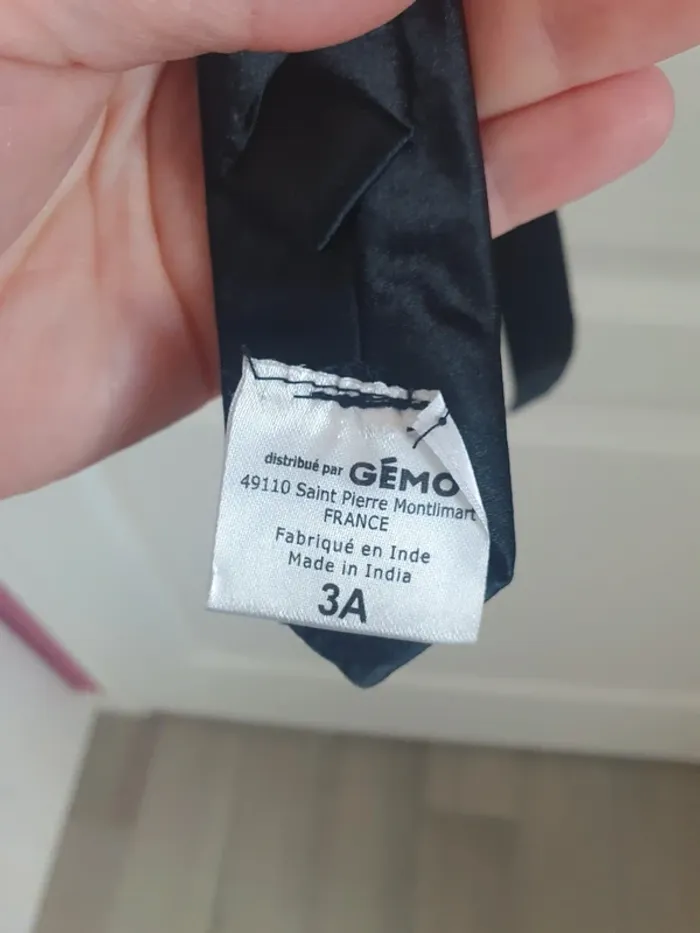 distribué par GÉMO
49110 Saint Pierre Montlimart
FRANCE
Fabriqué en Inde
Made in India
3A